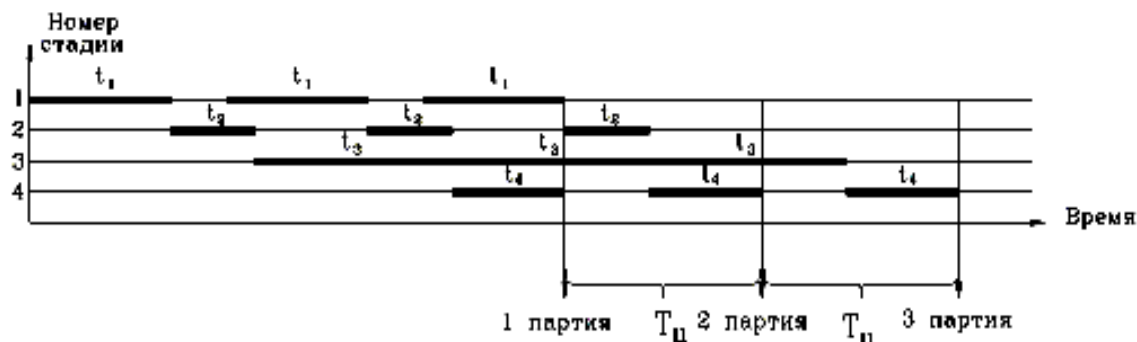 Номер
стадии
t₁ t₁ t₁
1
t₂ t₂ t₂
2
t₃ t₃ t₃
3
t₄ t₄ t₄
4
Время
1 партия Tц 2 партия Tц 3 партия